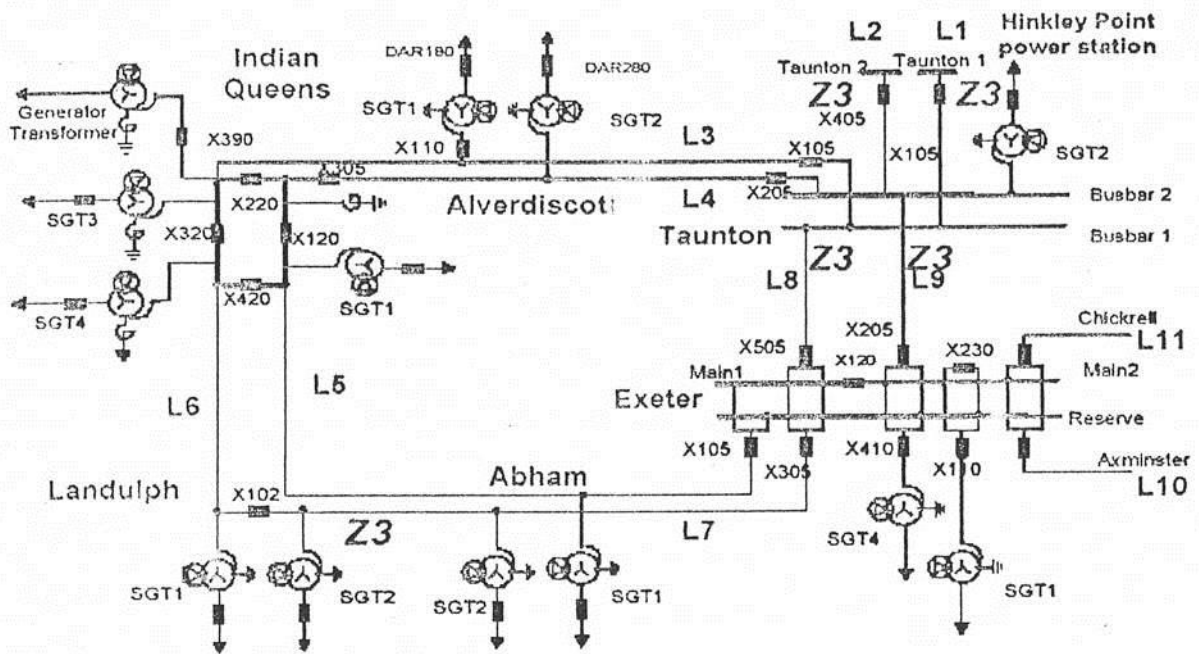 Hinkley Point
power station
L2
L1
Taunton 2
Taunton 1
Z3
Z3
X405
X105
SGT2
Indian
Queens
DAR180
DAR280
SGT1
SGT2
Generator
Transformer
X390
X110
X305
L3
X105
L4
X205
Busbar 2
SGT3
X220
Alverdiscott
X320
X120
Taunton
Busbar 1
Z3
Z3
L8
L9
SGT4
X420
SGT1
Chickrell
L11
X505
X205
X120
X230
Main1
Main2
L6
L5
Exeter
Reserve
X105
X305
X410
X110
Axminster
L10
Landulph
X102
Abham
Z3
L7
SGT1
SGT2
SGT2
SGT1
SGT4
SGT1